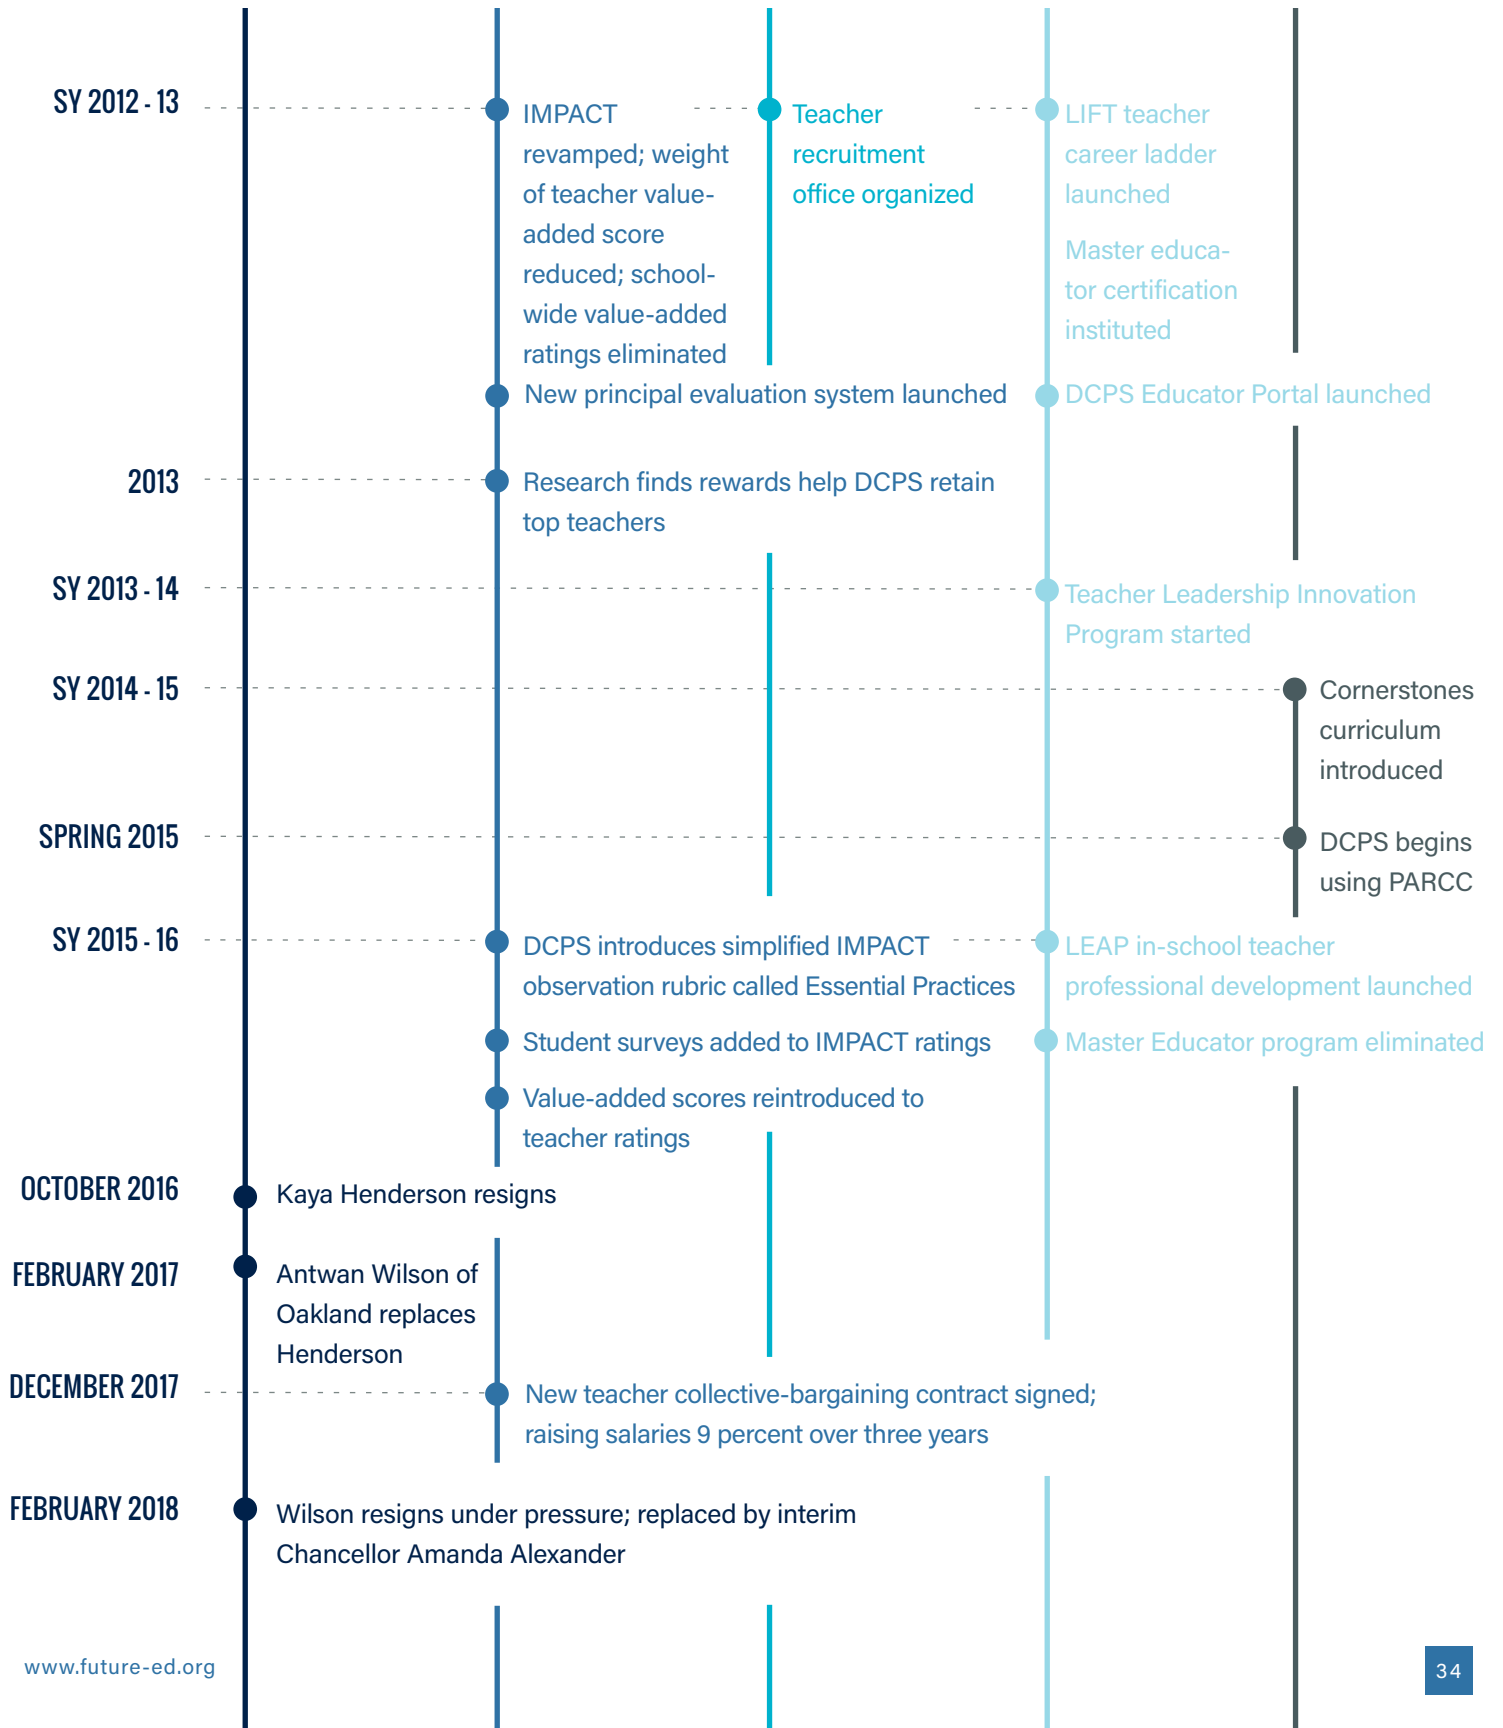 SY 2012 - 13
IMPACT
revamped; weight
of teacher value-
added score
reduced; school-
wide value-added
ratings eliminated
Teacher
recruitment
office organized
LIFT teacher
career ladder
launched
Master educa-
tor certification
instituted
New principal evaluation system launched
DCPS Educator Portal launched
2013
Research finds rewards help DCPS retain
top teachers
SY 2013 - 14
Teacher Leadership Innovation
Program started
SY 2014 - 15
Cornerstones
curriculum
introduced
SPRING 2015
DCPS begins
using PARCC
SY 2015 - 16
DCPS introduces simplified IMPACT
observation rubric called Essential Practices
LEAP in-school teacher
professional development launched
Student surveys added to IMPACT ratings
Master Educator program eliminated
Value-added scores reintroduced to
teacher ratings
OCTOBER 2016
Kaya Henderson resigns
FEBRUARY 2017
Antwan Wilson of
Oakland replaces
Henderson
DECEMBER 2017
New teacher collective-bargaining contract signed;
raising salaries 9 percent over three years
FEBRUARY 2018
Wilson resigns under pressure; replaced by interim
Chancellor Amanda Alexander
www.future-ed.org
34